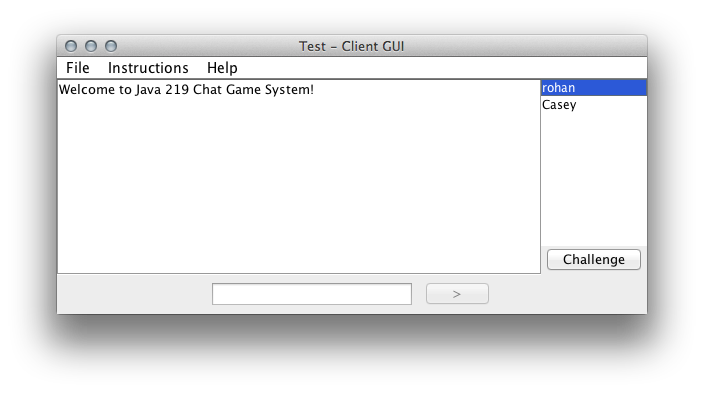 Test – Client GUI
File Instructions Help
Welcome to Java 219 Chat Game System!
rohan
Casey
Challenge
>